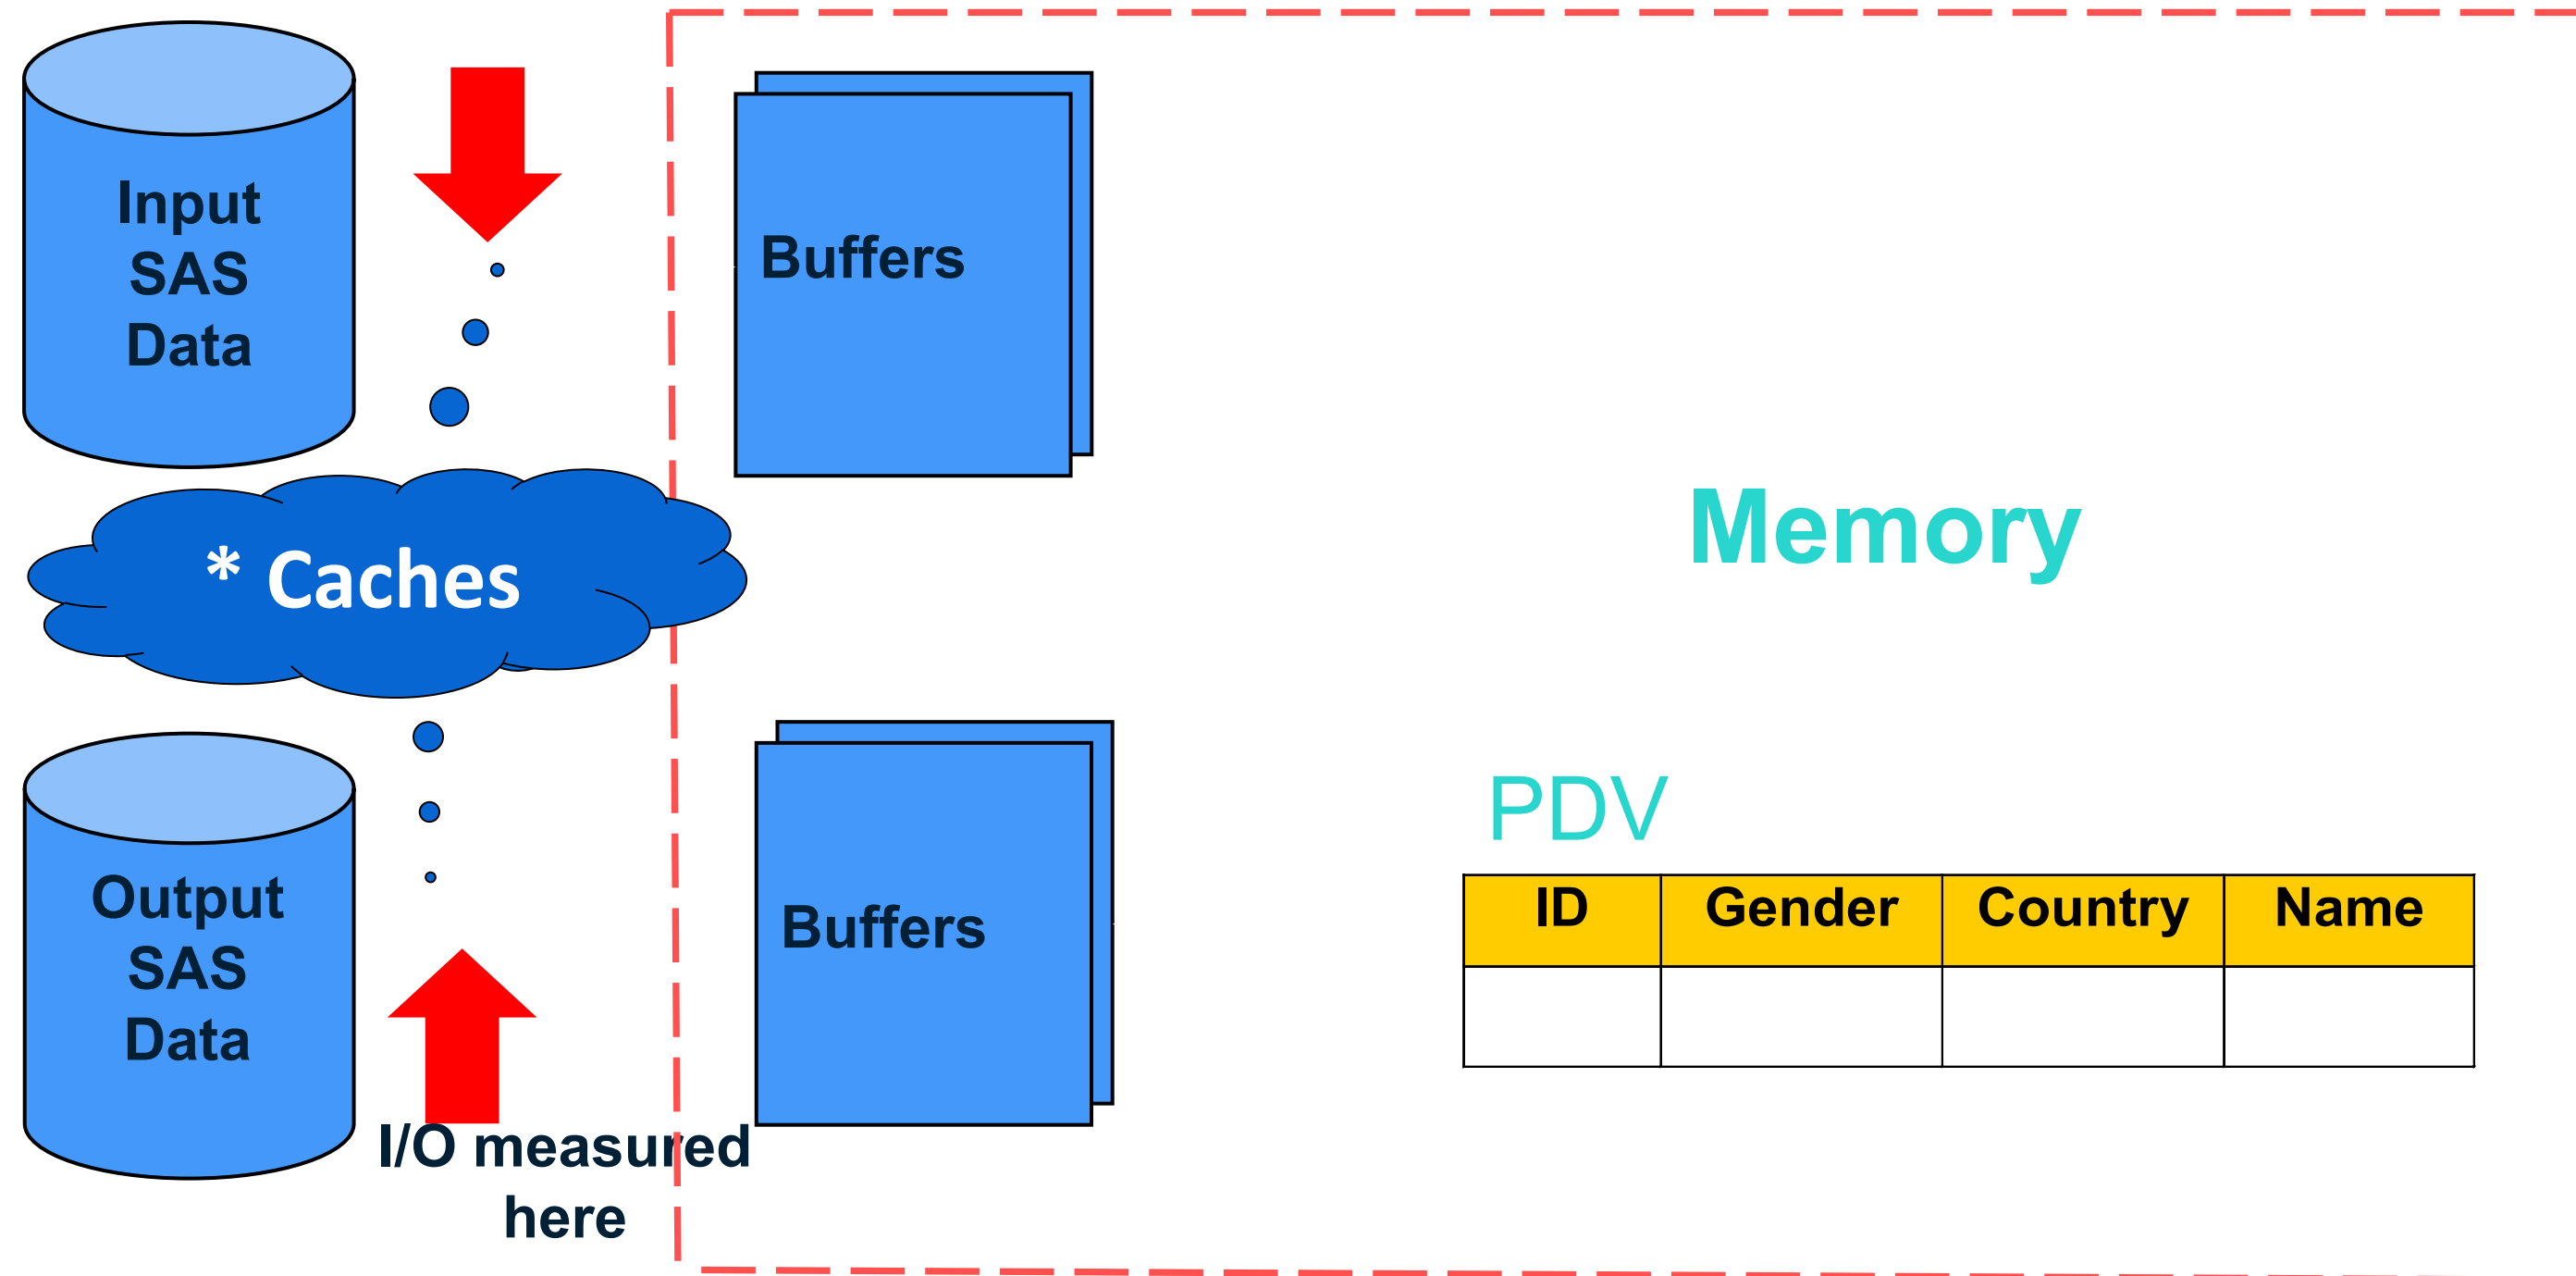 Input
SAS
Data
Buffers
* Caches
Memory
Output
SAS
Data
Buffers
PDV
ID Gender Country Name
I/O measured
here